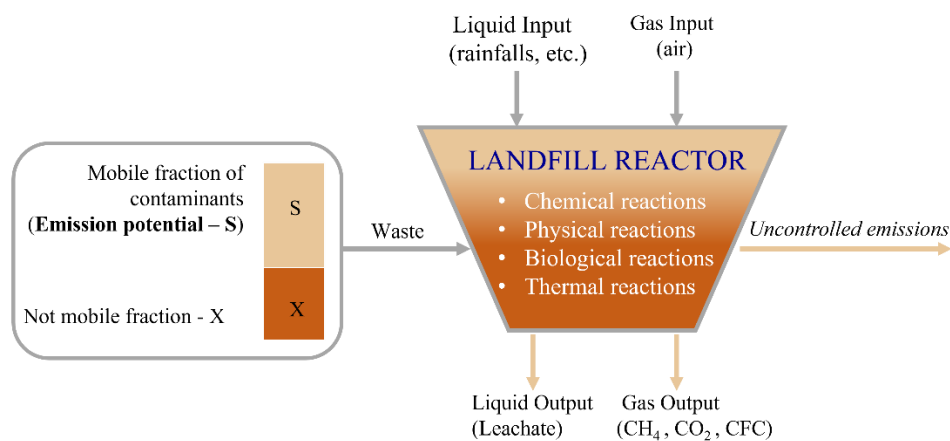 Liquid Input
(rainfalls, etc.)
Gas Input
(air)
Mobile fraction of
contaminants
(Emission potential – S)
S
Not mobile fraction - X
X
Waste
LANDFILL REACTOR
• Chemical reactions
• Physical reactions
• Biological reactions
• Thermal reactions
Uncontrolled emissions
Liquid Output
(Leachate)
Gas Output
(CH₄ , CO₂ , CFC)